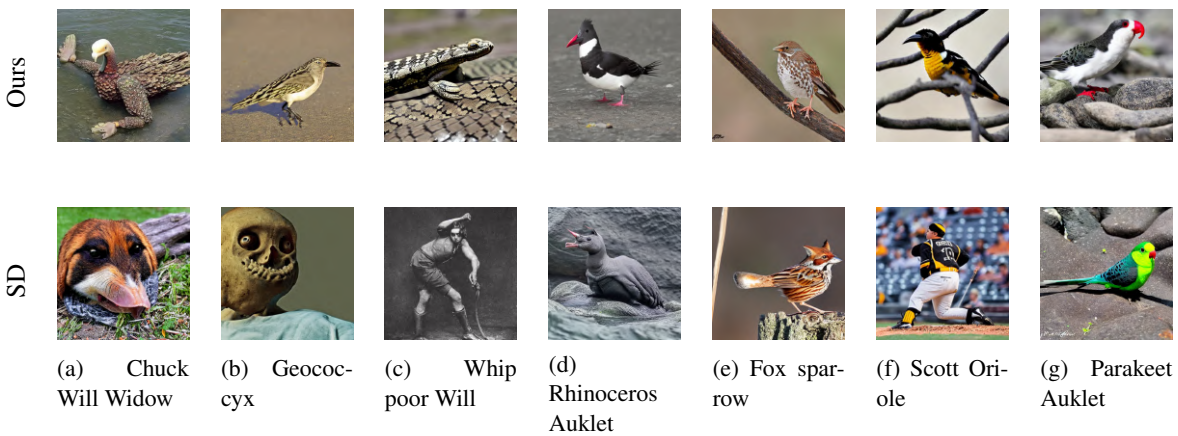 Ours
SD
(a) Chuck
Will Widow
(b) Geococ-
cyx
(c) Whip
poor Will
(d)
Rhinoceros
Auklet
(e) Fox spar-
row
(f) Scott Ori-
ole
(g) Parakeet
Auklet